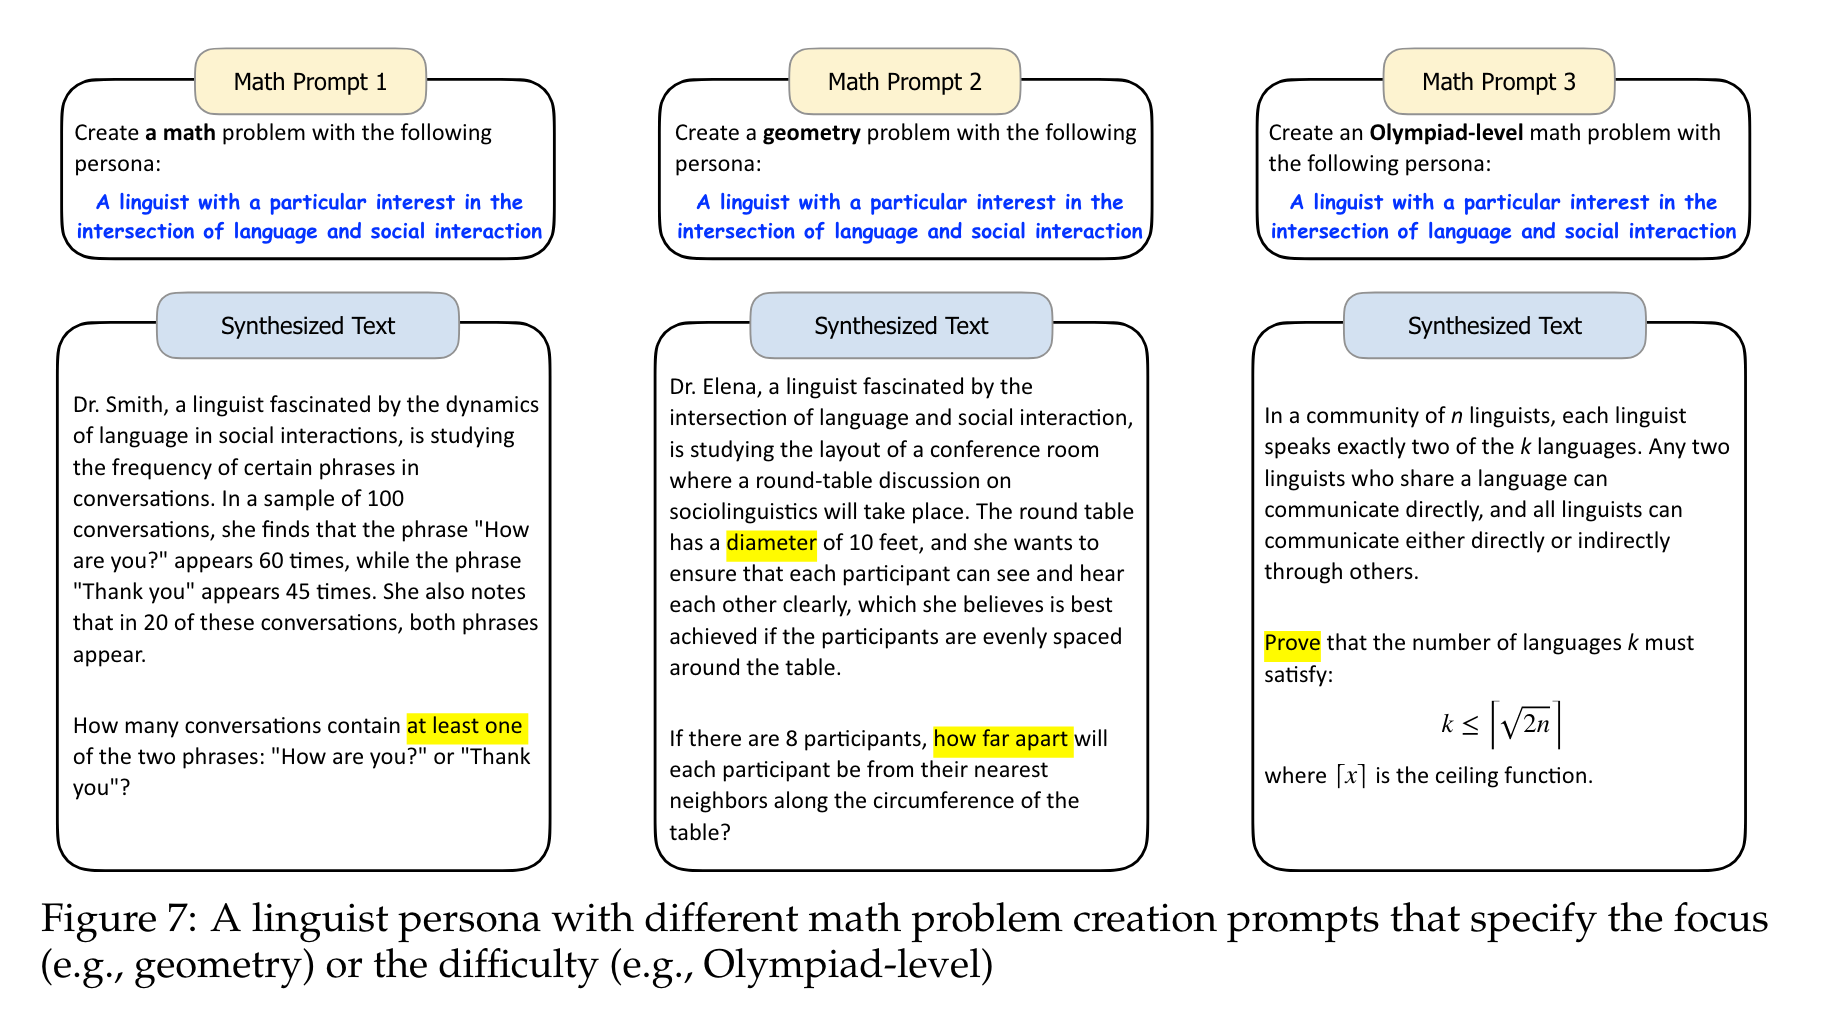 Math Prompt 1
Create a math problem with the following
persona:
A linguist with a particular interest in the
intersection of language and social interaction
Math Prompt 2
Create a geometry problem with the following
persona:
A linguist with a particular interest in the
intersection of language and social interaction
Math Prompt 3
Create an Olympiad-level math problem with
the following persona:
A linguist with a particular interest in the
intersection of language and social interaction
Synthesized Text
Dr. Smith, a linguist fascinated by the dynamics
of language in social interactions, is studying
the frequency of certain phrases in
conversations. In a sample of 100
conversations, she finds that the phrase "How
are you?" appears 60 times, while the phrase
"Thank you" appears 45 times. She also notes
that in 20 of these conversations, both phrases
appear.
How many conversations contain at least one
of the two phrases: "How are you?" or "Thank
you"?
Synthesized Text
Dr. Elena, a linguist fascinated by the
intersection of language and social interaction,
is studying the layout of a conference room
where a round-table discussion on
sociolinguistics will take place. The round table
has a diameter of 10 feet, and she wants to
ensure that each participant can see and hear
each other clearly, which she believes is best
achieved if the participants are evenly spaced
around the table.
If there are 8 participants, how far apart will
each participant be from their nearest
neighbors along the circumference of the
table?
Synthesized Text
In a community of n linguists, each linguist
speaks exactly two of the k languages. Any two
linguists who share a language can
communicate directly, and all linguists can
communicate either directly or indirectly
through others.
Prove that the number of languages k must
satisfy:
k ≤ ⌈√2n⌉
where ⌈x⌉ is the ceiling function.
Figure 7: A linguist persona with different math problem creation prompts that specify the focus
(e.g., geometry) or the difficulty (e.g., Olympiad-level)